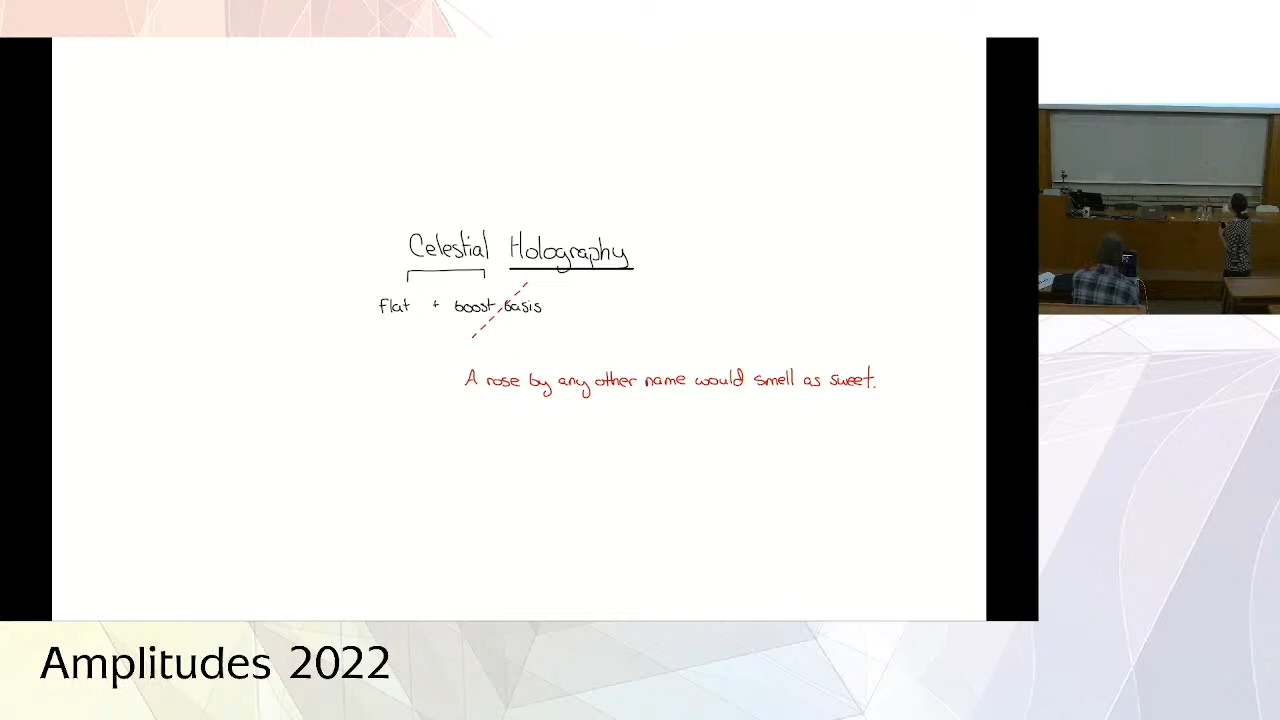 Celestial Holography
flat + boost basis
A rose by any other name would smell as sweet.
Amplitudes 2022